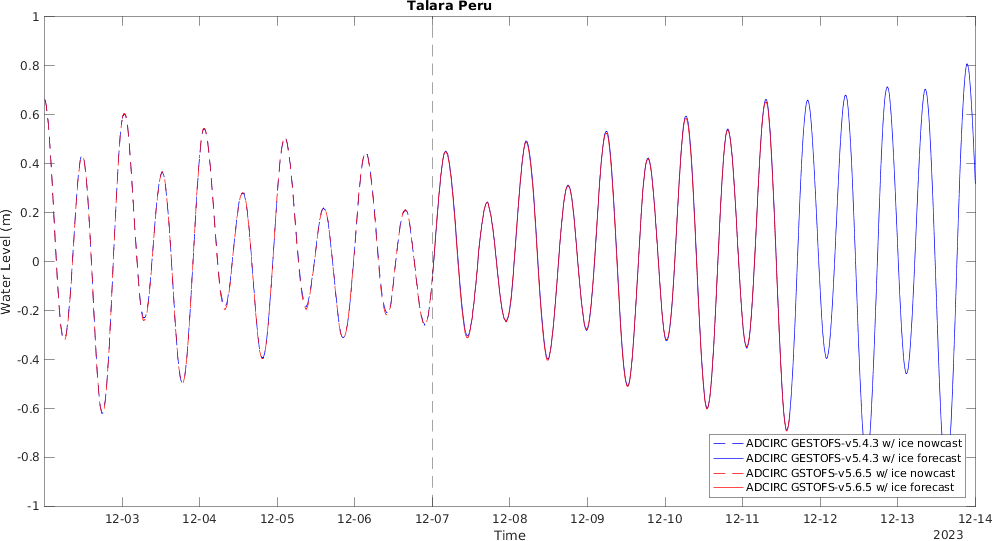 Talara Peru
1
0.8
0.6
0.4
0.2
0
-0.2
-0.4
-0.6
-0.8
-1
Water Level (m)
ADCIRC GESTOFS-v5.4.3 w/ ice nowcast
ADCIRC GESTOFS-v5.4.3 w/ ice forecast
ADCIRC GSTOFS-v5.6.5 w/ ice nowcast
ADCIRC GSTOFS-v5.6.5 w/ ice forecast
12-03 12-04 12-05 12-06 12-07 12-08 12-09 12-10 12-11 12-12 12-13 12-14
Time
2023